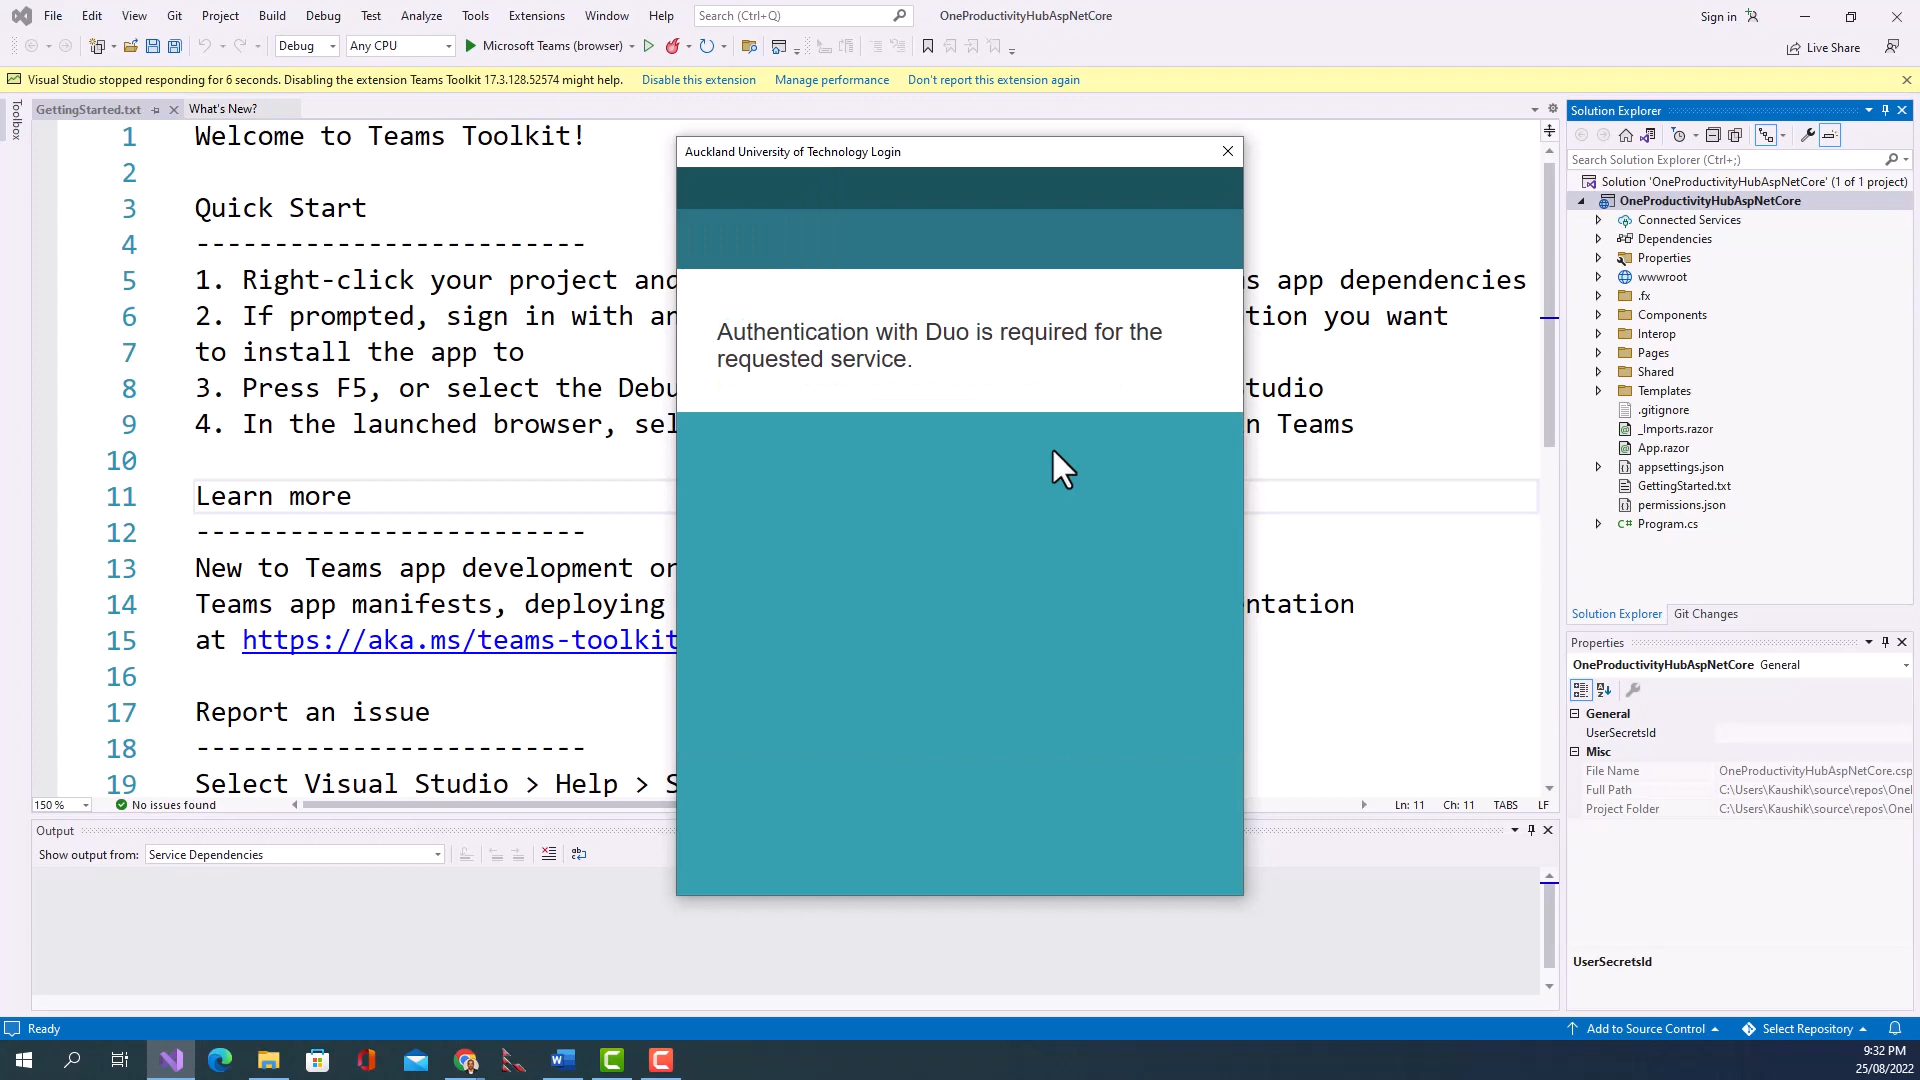 File Edit View Git Project Build Debug Test Analyze Tools Extensions Window Help Search (Ctrl+Q) OneProductivityHubAspNetCore Sign in
Debug Any CPU Microsoft Teams (browser) Live Share
Visual Studio stopped responding for 6 seconds. Disabling the extension Teams Toolkit 17.3.128.52574 might help. Disable this extension Manage performance Don't report this extension again
Toolbox
GettingStarted.txt What's New?
1 Welcome to Teams Toolkit!
2
3 Quick Start
4 -------------------------
5 1. Right-click your project and s app dependencies
6 2. If prompted, sign in with an tion you want
7 to install the app to
8 3. Press F5, or select the Debu tudio
9 4. In the launched browser, sel n Teams
10
11 Learn more
12 -------------------------
13 New to Teams app development or
14 Teams app manifests, deploying ntation
15 at https://aka.ms/teams-toolkit
16
17 Report an issue
18 -------------------------
19 Select Visual Studio > Help > S
150 % No issues found Ln: 11 Ch: 11 TABS LF
Auckland University of Technology Login
Authentication with Duo is required for the
requested service.
Output
Show output from: Service Dependencies
Solution Explorer
Search Solution Explorer (Ctrl+;)
Solution 'OneProductivityHubAspNetCore' (1 of 1 project)
OneProductivityHubAspNetCore
Connected Services
Dependencies
Properties
wwwroot
.fx
Components
Interop
Pages
Shared
Templates
.gitignore
_Imports.razor
App.razor
appsettings.json
GettingStarted.txt
permissions.json
C# Program.cs
Solution Explorer Git Changes
Properties
OneProductivityHubAspNetCore General
General
UserSecretsId
Misc
File Name OneProductivityHubAspNetCore.csp
Full Path C:\Users\Kaushik\source\repos\OneI
Project Folder C:\Users\Kaushik\source\repos\OneI
UserSecretsId
Ready Add to Source Control Select Repository
9:32 PM
25/08/2022